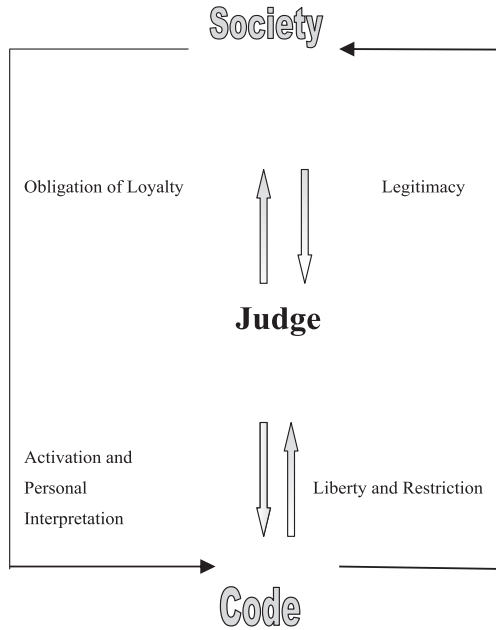 Society
Obligation of Loyalty
Legitimacy
Judge
Activation and
Personal
Interpretation
Liberty and Restriction
Code